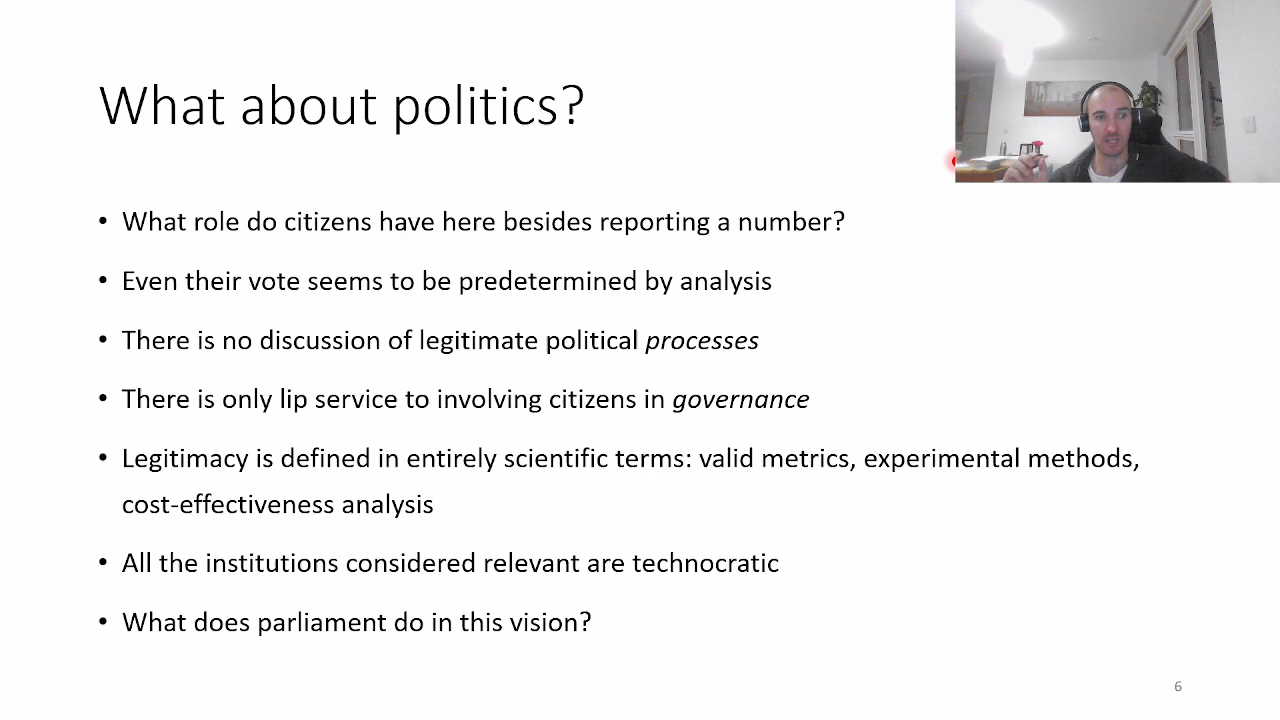 What about politics?
• What role do citizens have here besides reporting a number?
• Even their vote seems to be predetermined by analysis
• There is no discussion of legitimate political processes
• There is only lip service to involving citizens in governance
• Legitimacy is defined in entirely scientific terms: valid metrics, experimental methods,
cost-effectiveness analysis
• All the institutions considered relevant are technocratic
• What does parliament do in this vision?
6